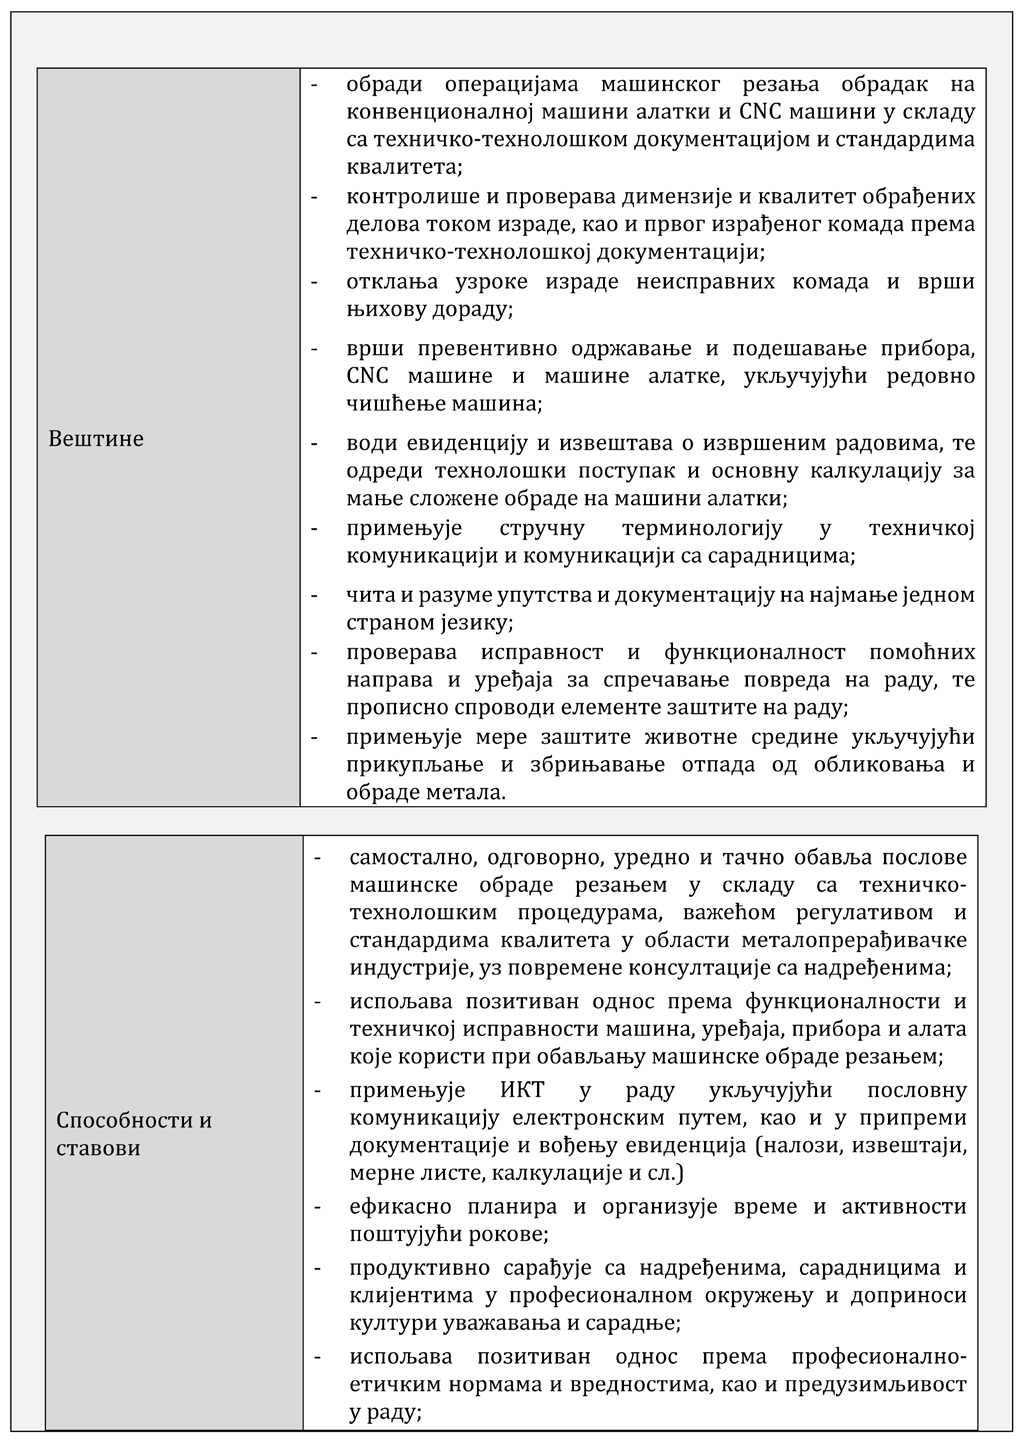 - обради операцијама машинског резања обрадак на
конвенционалној машини алатки и CNC машини у складу
са техничко-технолошком документацијом и стандардима
квалитета;
- контролише и проверава димензије и квалитет обрађених
делова током израде, као и првог израђеног комада према
техничко-технолошкој документацији;
- отклања узроке израде неисправних комада и врши
њихову дораду;
- врши превентивно одржавање и подешавање прибора,
CNC машине и машине алатке, укључујући редовно
чишћење машина;
Вештине
- води евиденцију и извештава о извршеним радовима, те
одреди технолошки поступак и основну калкулацију за
мање сложене обраде на машини алатки;
- примењује стручну терминологију у техничкој
комуникацији и комуникацији са сарадницима;
- чита и разуме упутства и документацију на најмање једном
страном језику;
- проверава исправност и функционалност помоћних
направа и уређаја за спречавање повреда на раду, те
прописно спроводи елементе заштите на раду;
- примењује мере заштите животне средине укључујући
прикупљање и збрињавање отпада од обликовања и
обраде метала.
- самостално, одговорно, уредно и тачно обавља послове
машинске обраде резањем у складу са техничко-
технолошким процедурама, важећом регулативом и
стандардима квалитета у области металопрерађивачке
индустрије, уз повремене консултације са надређенима;
- испољава позитиван однос према функционалности и
техничкој исправности машина, уређаја, прибора и алата
које користи при обављању машинске обраде резањем;
- примењује ИКТ у раду укључујући пословну
комуникацију електронским путем, као и у припреми
документације и вођењу евиденција (налози, извештаји,
мерне листе, калкулације и сл.)
Способности и
ставови
- ефикасно планира и организује време и активности
поштујући рокове;
- продуктивно сарађује са надређенима, сарадницима и
клијентима у професионалном окружењу и доприноси
култури уважавања и сарадње;
- испољава позитиван однос према професионално-
етичким нормама и вредностима, као и предузимљивост
у раду;